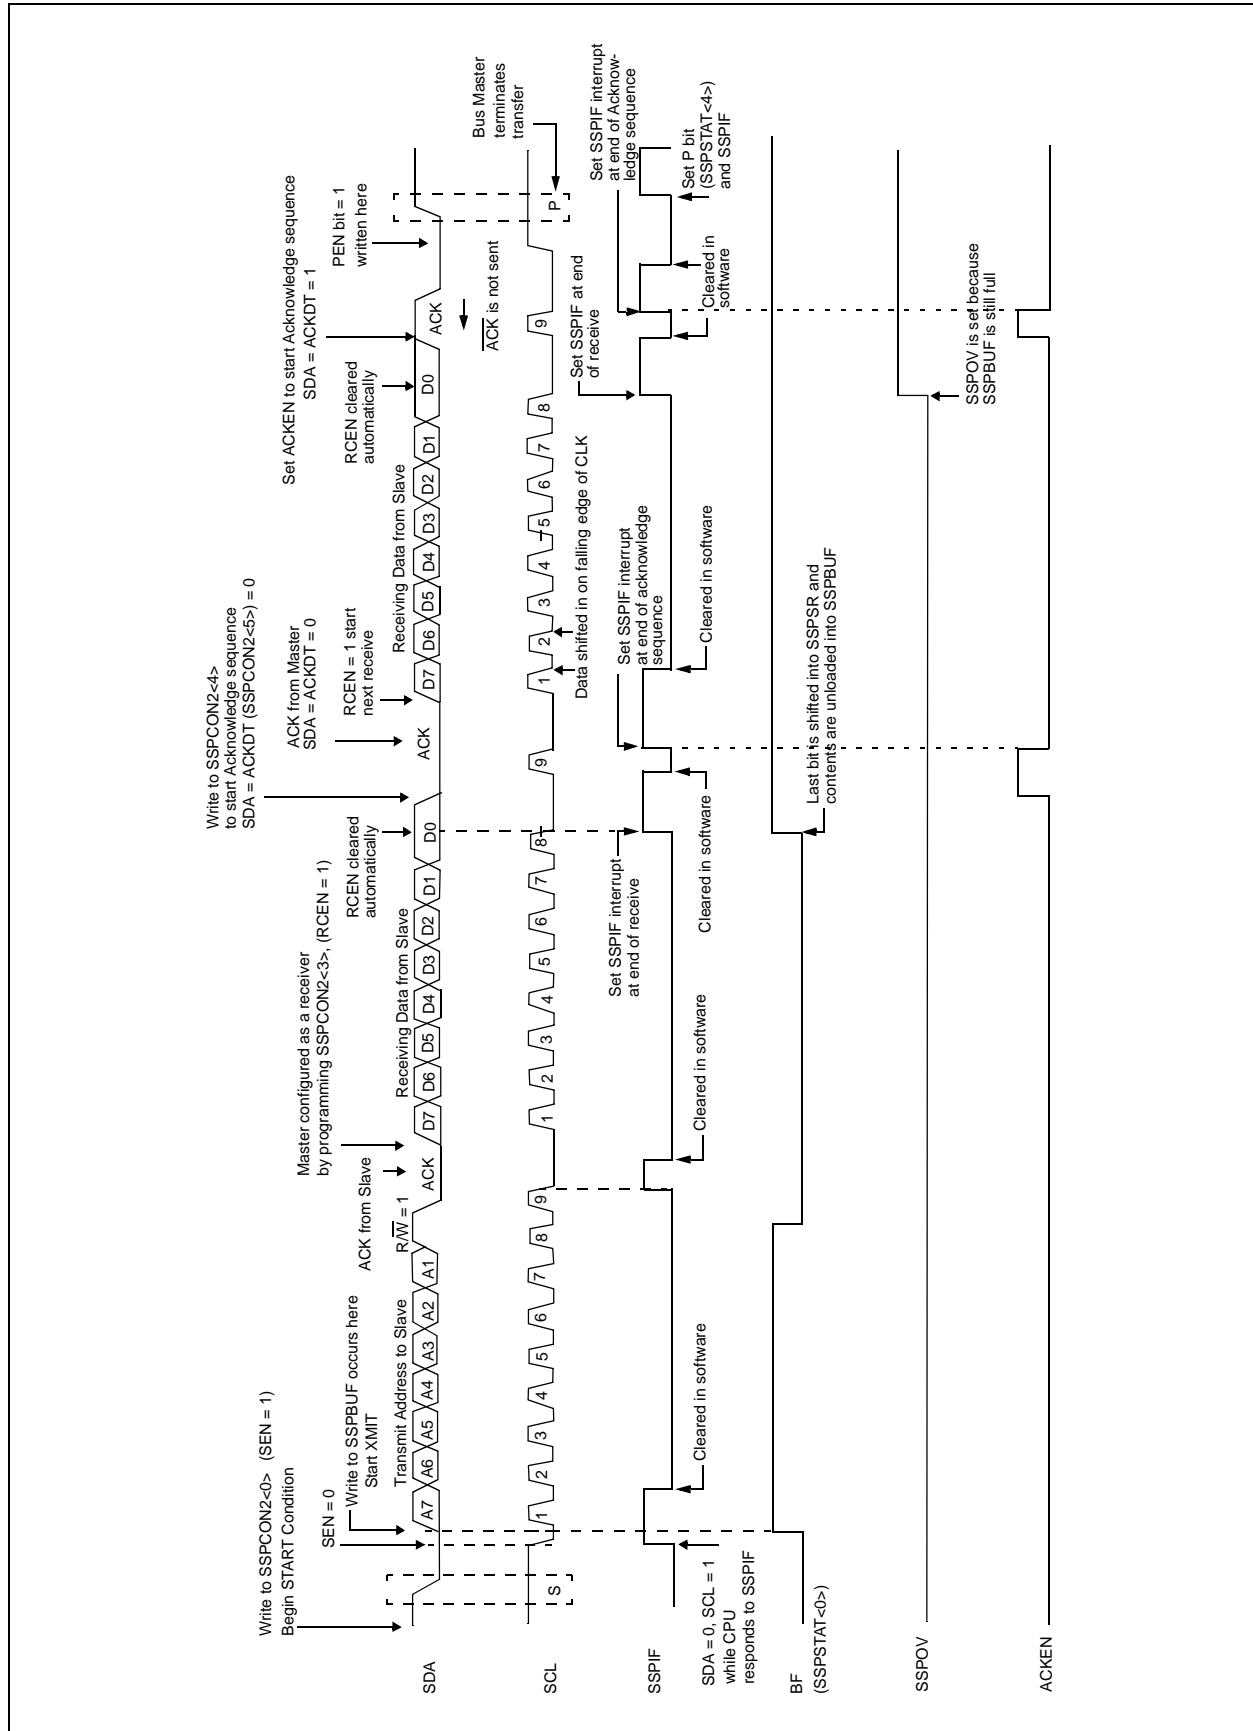 Write to SSPCON2<0> (SEN = 1)
Begin START Condition
SEN = 0
Write to SSPBUF occurs here
Start XMIT
ACK from Slave
Master configured as a receiver
by programming SSPCON2<3>, (RCEN = 1)
RCEN cleared
automatically
Write to SSPCON2<4>
to start Acknowledge sequence
SDA = ACKDT (SSPCON2<5>) = 0
ACK from Master
SDA = ACKDT = 0
RCEN = 1 start
next receive
RCEN cleared
automatically
Set ACKEN to start Acknowledge sequence
SDA = ACKDT = 1
PEN bit = 1
written here
Transmit Address to Slave
R/W = 1
Receiving Data from Slave
Receiving Data from Slave
SDA
A7 A6 A5 A4 A3 A2 A1 ACK D7 D6 D5 D4 D3 D2 D1 D0 ACK D7 D6 D5 D4 D3 D2 D1 D0 ACK
ACK is not sent
Bus Master
terminates
transfer
SCL
S 1 2 3 4 5 6 7 8 9 1 2 3 4 5 6 7 8 9 1 2 3 4 5 6 7 8 9 P
Data shifted in on falling edge of CLK
Set SSPIF interrupt
at end of receive
Set SSPIF interrupt
at end of acknowledge
sequence
Set SSPIF at end
of receive
Set SSPIF interrupt
at end of Acknow-
ledge sequence
SSPIF
SDA = 0, SCL = 1
while CPU
responds to SSPIF
Cleared in software
Cleared in software
Cleared in software
Cleared in software
Cleared in
software
Set P bit
(SSPSTAT<4>)
and SSPIF
BF
(SSPSTAT<0>)
Last bit is shifted into SSPSR and
contents are unloaded into SSPBUF
SSPOV
SSPOV is set because
SSPBUF is still full
ACKEN